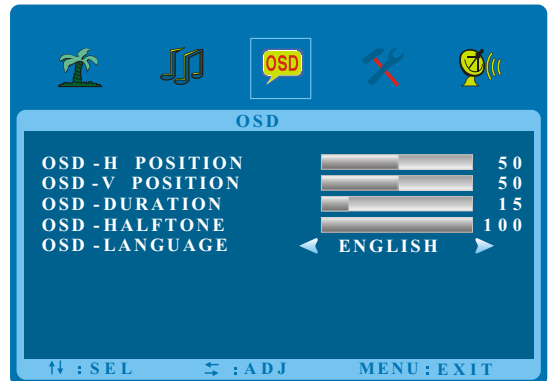 OSD
OSD
OSD-H POSITION 50
OSD-V POSITION 50
OSD-DURATION 15
OSD-HALFTONE 100
OSD-LANGUAGE ENGLISH
:SEL :ADJ MENU:EXIT